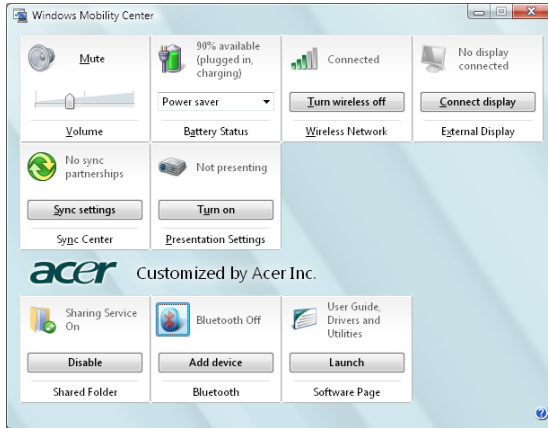 Windows Mobility Center
Mute
Volume
90% available
(plugged in,
charging)
Power saver
Battery Status
Connected
Turn wireless off
Wireless Network
No display
connected
Connect display
External Display
No sync
partnerships
Sync settings
Sync Center
Not presenting
Turn on
Presentation Settings
acer Customized by Acer Inc.
Sharing Service
On
Disable
Shared Folder
Bluetooth Off
Add device
Bluetooth
User Guide,
Drivers and
Utilities
Launch
Software Page